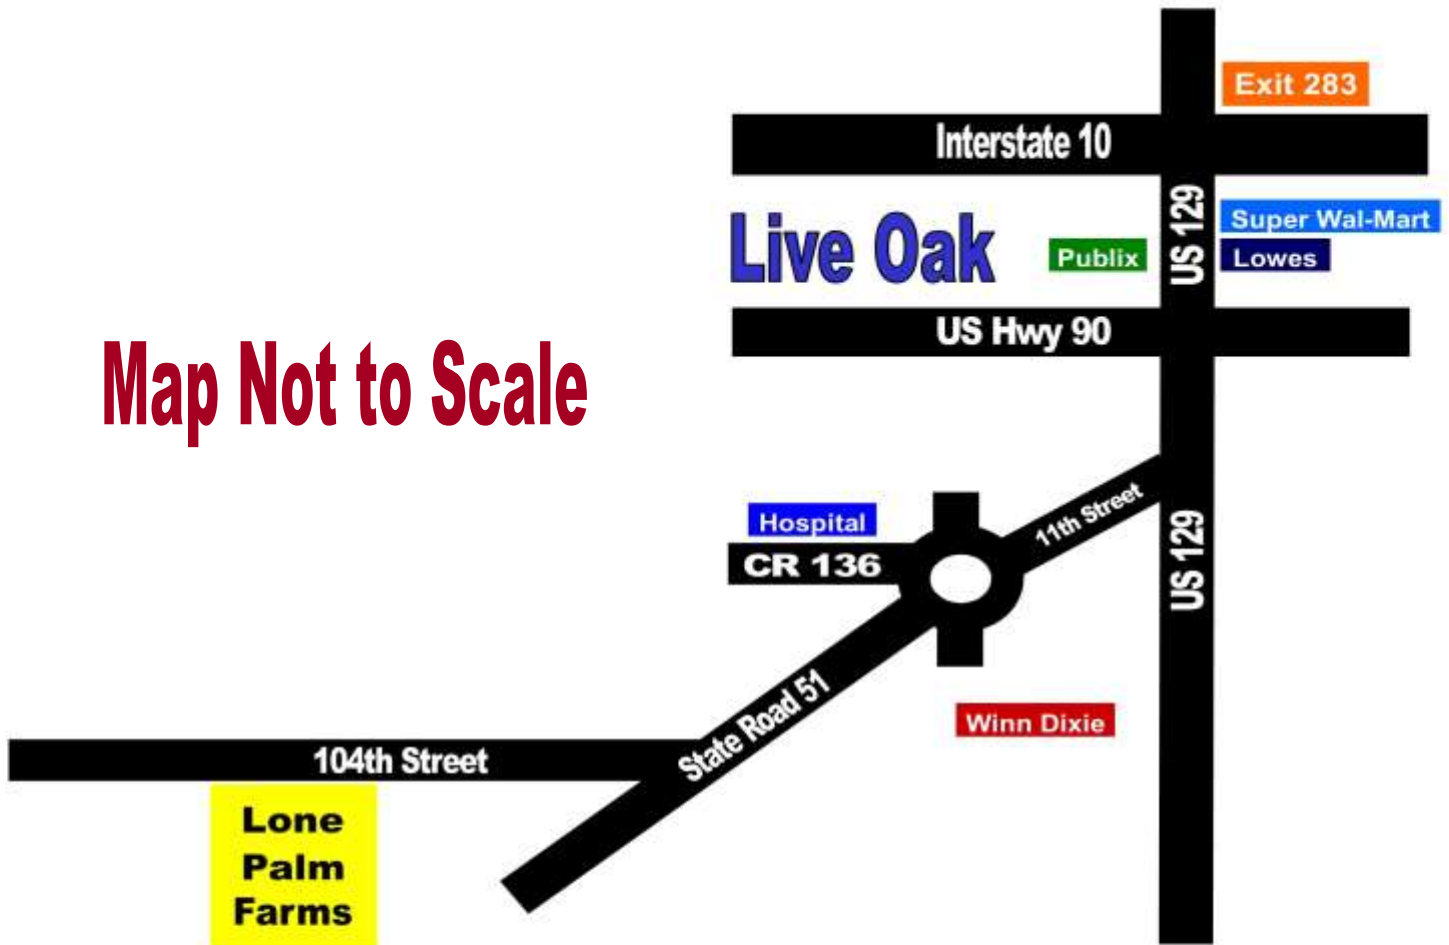 Exit 283
Interstate 10
US 129
Super Wal-Mart
Live Oak
Publix
Lowes
US Hwy 90
Map Not to Scale
11th Street
Hospital
CR 136
US 129
State Road 51
Winn Dixie
104th Street
Lone
Palm
Farms